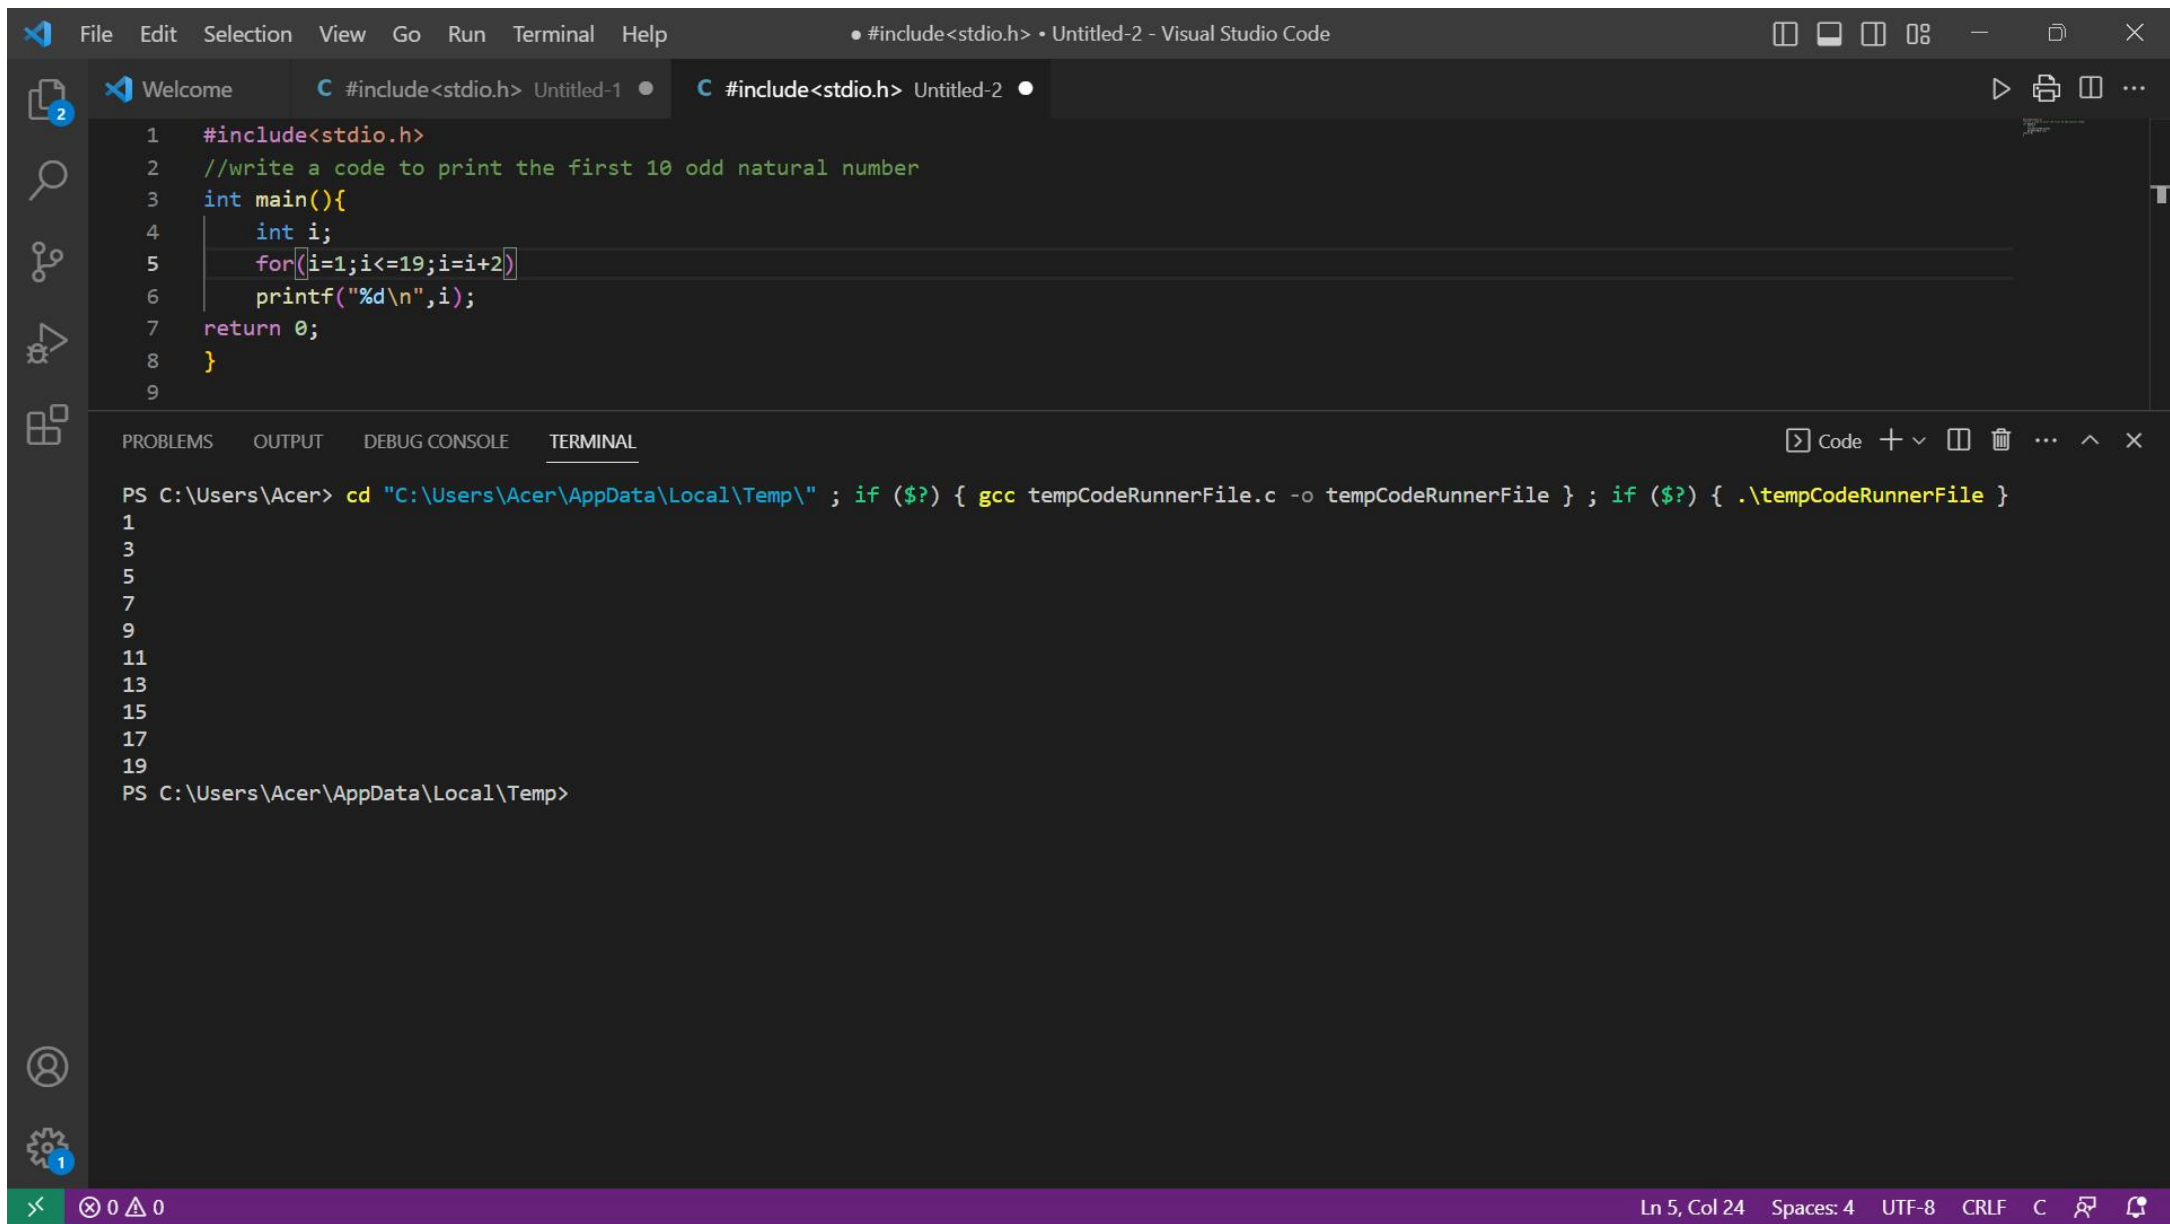 File Edit Selection View Go Run Terminal Help ● #include<stdio.h> • Untitled-2 - Visual Studio Code
Welcome C #include<stdio.h> Untitled-1 ● C #include<stdio.h> Untitled-2 ●
2
1 #include<stdio.h>
2 //write a code to print the first 10 odd natural number
3 int main(){
4 int i;
5 for(i=1;i<=19;i=i+2)
6 printf("%d\n",i);
7 return 0;
8 }
9
PROBLEMS OUTPUT DEBUG CONSOLE TERMINAL Code
PS C:\Users\Acer> cd "C:\Users\Acer\AppData\Local\Temp\" ; if ($?) { gcc tempCodeRunnerFile.c -o tempCodeRunnerFile } ; if ($?) { .\tempCodeRunnerFile }
1
3
5
7
9
11
13
15
17
19
PS C:\Users\Acer\AppData\Local\Temp>
1
0 0 Ln 5, Col 24 Spaces: 4 UTF-8 CRLF C